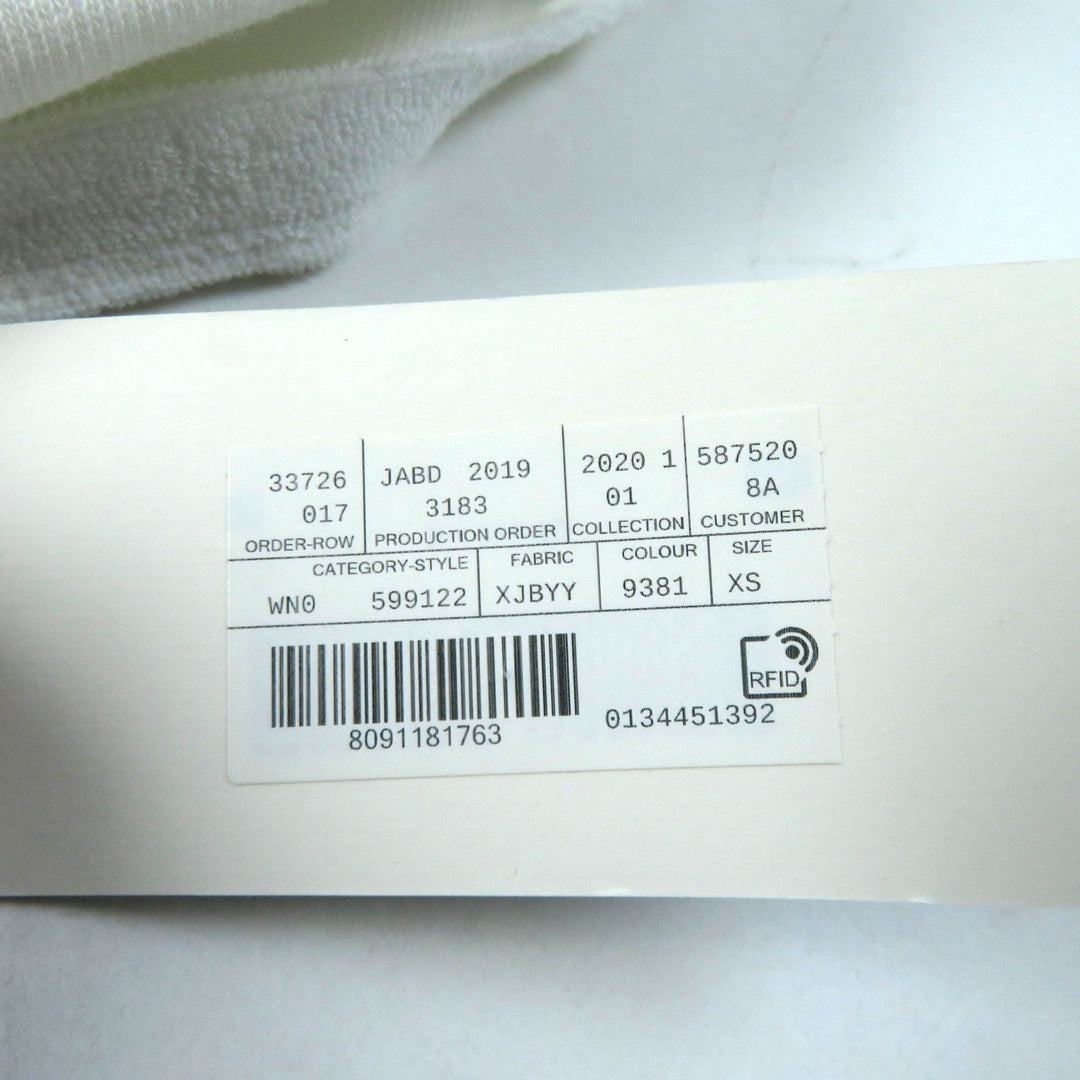 33726 JABD 2019 2020 1 587520
017 3183 01 8A
ORDER-ROW PRODUCTION ORDER COLLECTION CUSTOMER
CATEGORY-STYLE FABRIC COLOUR SIZE
WN0 599122 XJBYY 9381 XS
RFID
8091181763 0134451392